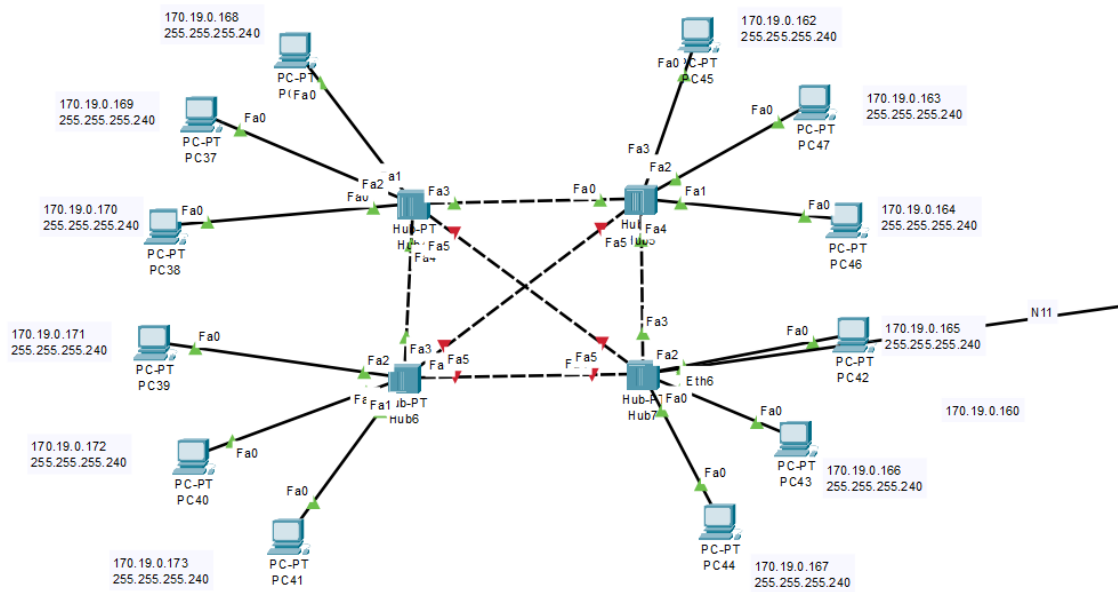 170.19.0.168
255.255.255.240
PC-PT
Fa0
170.19.0.162
255.255.255.240
Fa0
PC-PT
PC45
170.19.0.169
255.255.255.240
Fa0
PC-PT
PC37
170.19.0.163
255.255.255.240
Fa0
PC-PT
PC47
Fa3
Fa2
Fa1
Fa2
Fa3
Fa0
170.19.0.170
255.255.255.240
Fa0
PC-PT
PC38
Hub-PT
Fa5
Fa4
Fa5
Fa0
170.19.0.164
255.255.255.240
PC-PT
PC46
N11
170.19.0.171
255.255.255.240
Fa0
PC-PT
PC39
Fa2
Fa3
Fa5
Hub-PT
Hub6
Fa1
Fa3
Fa5
Fa2
Eth6
Fa0
Hub7
Fa0
PC-PT
PC42
170.19.0.165
255.255.255.240
170.19.0.160
170.19.0.172
255.255.255.240
Fa0
PC-PT
PC40
Fa0
PC-PT
PC43
170.19.0.166
255.255.255.240
170.19.0.173
255.255.255.240
Fa0
PC-PT
PC41
Fa0
PC-PT
PC44
170.19.0.167
255.255.255.240